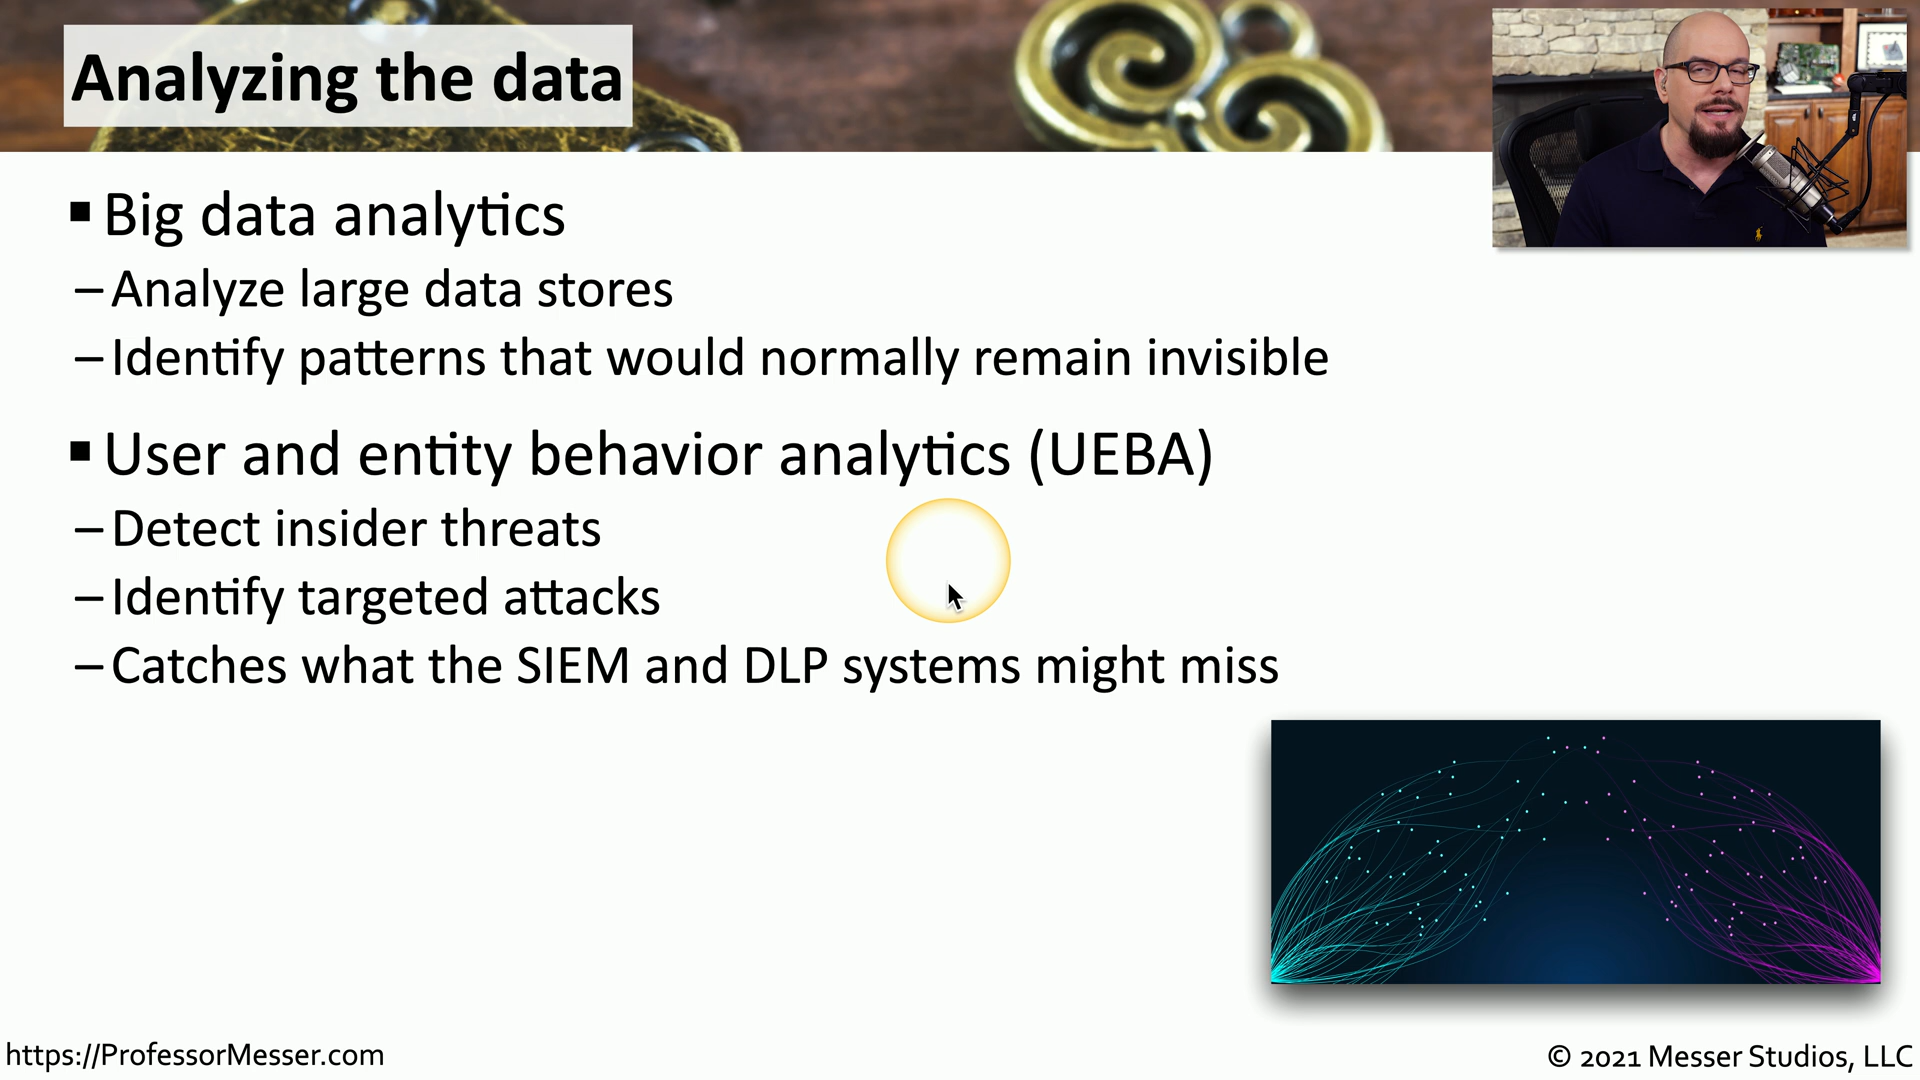 Analyzing the data
▪ Big data analytics
– Analyze large data stores
– Identify patterns that would normally remain invisible
▪ User and entity behavior analytics (UEBA)
– Detect insider threats
– Identify targeted attacks
– Catches what the SIEM and DLP systems might miss
https://ProfessorMesser.com
© 2021 Messer Studios, LLC